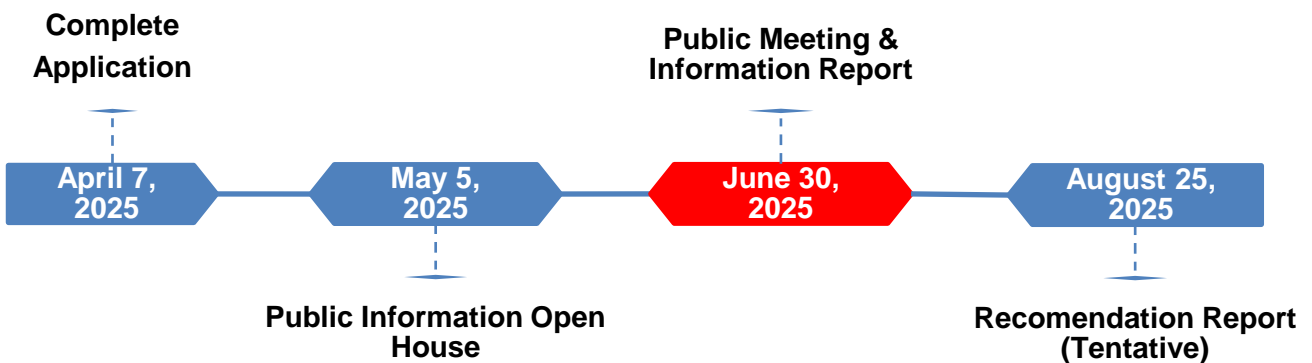 Complete
Application
Public Meeting &
Information Report
April 7,
2025
May 5,
2025
June 30,
2025
August 25,
2025
Public Information Open
House
Recomendation Report
(Tentative)